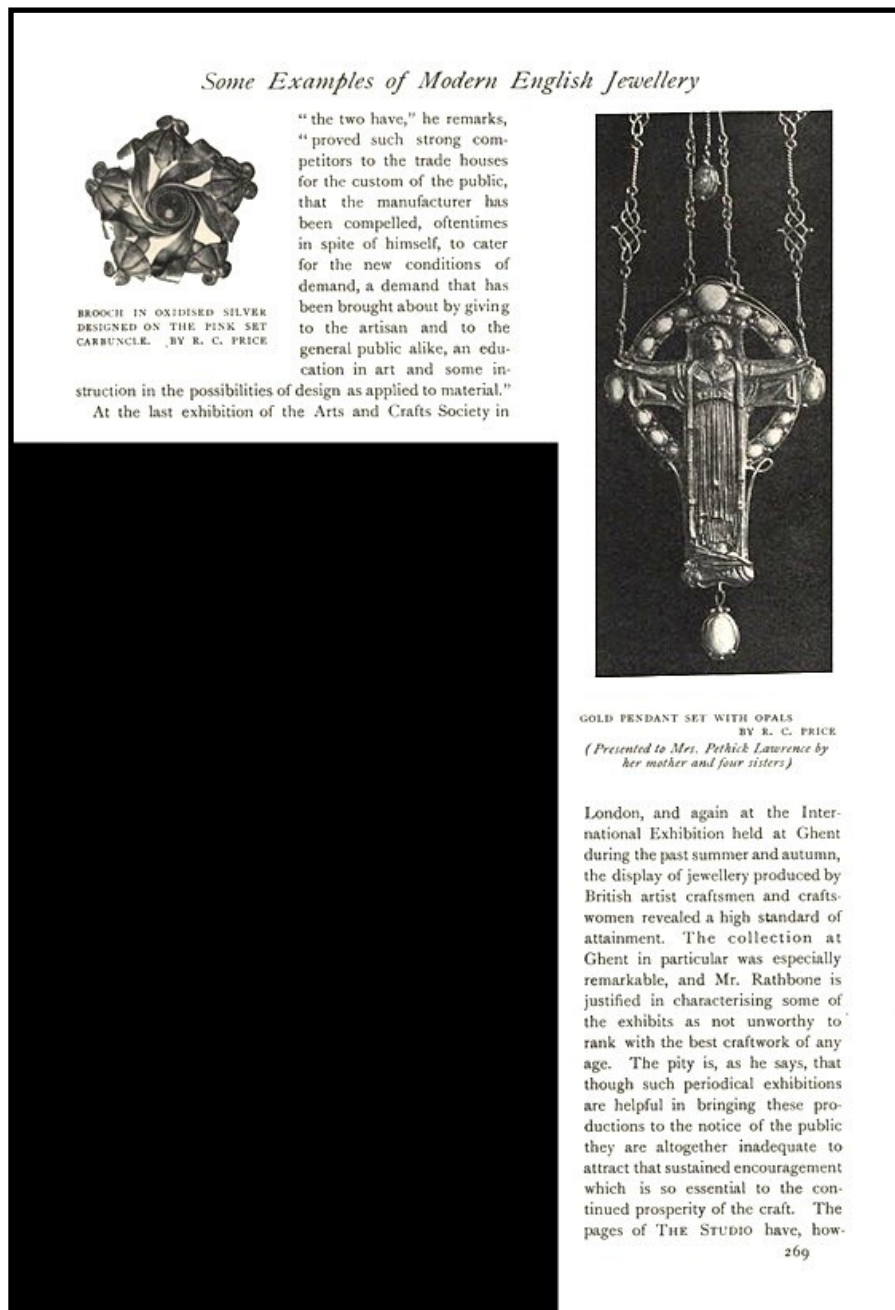 Some Examples of Modern English Jewellery
BROOCH IN OXIDISED SILVER
DESIGNED ON THE PINK SET
CARBUNCLE. BY R. C. PRICE
“ the two have,” he remarks,
“ proved such strong com-
petitors to the trade houses
for the custom of the public,
that the manufacturer has
been compelled, oftentimes
in spite of himself, to cater
for the new conditions of
demand, a demand that has
been brought about by giving
to the artisan and to the
general public alike, an edu-
cation in art and some in-
struction in the possibilities of design as applied to material.”
At the last exhibition of the Arts and Crafts Society in
GOLD PENDANT SET WITH OPALS
BY R. C. PRICE
(Presented to Mrs. Pethick Lawrence by
her mother and four sisters)
London, and again at the Inter-
national Exhibition held at Ghent
during the past summer and autumn,
the display of jewellery produced by
British artist craftsmen and crafts-
women revealed a high standard of
attainment. The collection at
Ghent in particular was especially
remarkable, and Mr. Rathbone is
justified in characterising some of
the exhibits as not unworthy to
rank with the best craftwork of any
age. The pity is, as he says, that
though such periodical exhibitions
are helpful in bringing these pro-
ductions to the notice of the public
they are altogether inadequate to
attract that sustained encouragement
which is so essential to the con-
tinued prosperity of the craft. The
pages of THE STUDIO have, how-
269